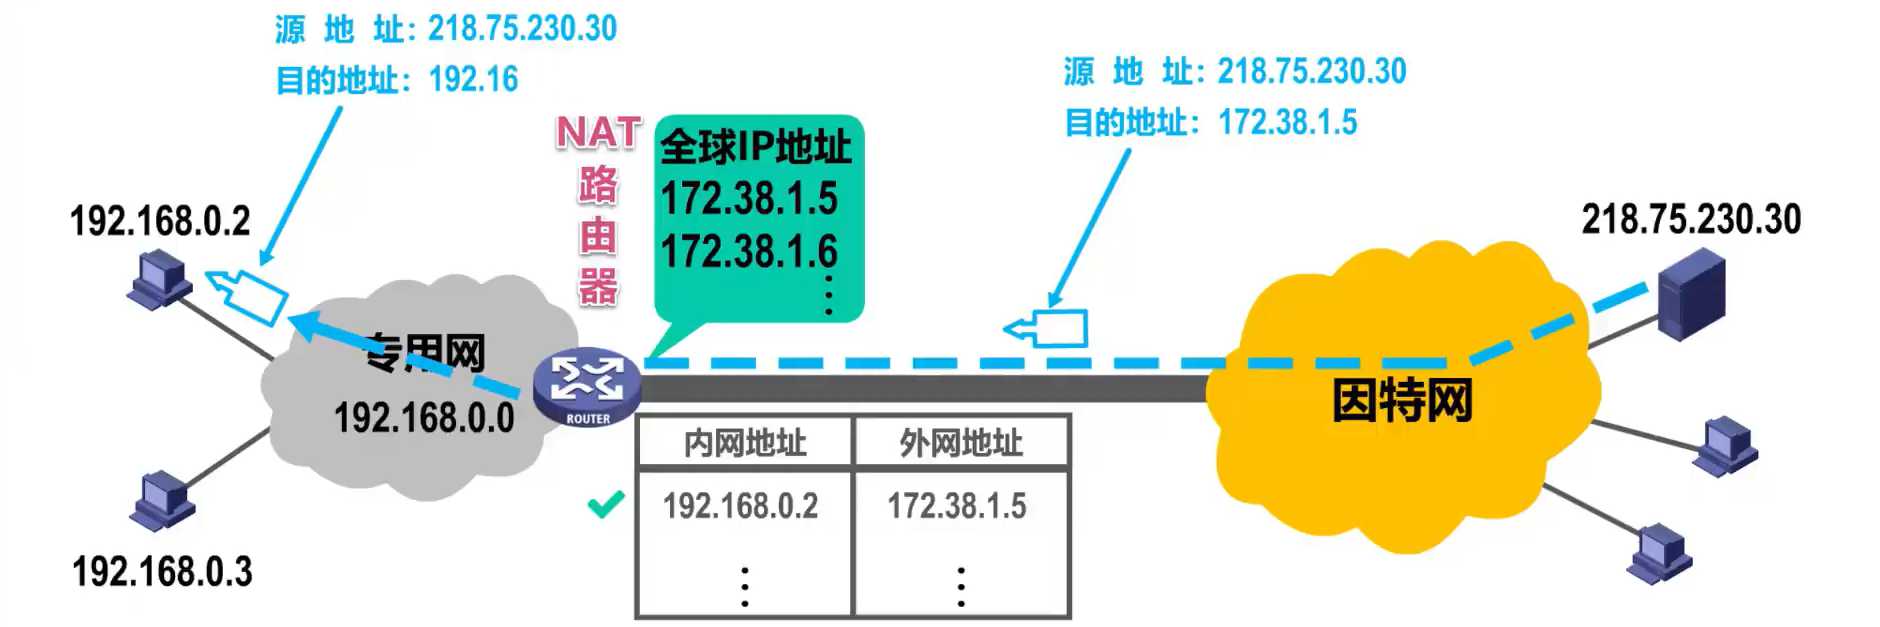 源 地 址：218.75.230.30
目的地址：192.16
源 地 址：218.75.230.30
目的地址：172.38.1.5
NAT
路
由
器
全球IP地址
172.38.1.5
172.38.1.6
⋮
192.168.0.2
218.75.230.30
专用网
192.168.0.0
ROUTER
因特网
内网地址 外网地址
192.168.0.2 172.38.1.5
⋮ ⋮
192.168.0.3